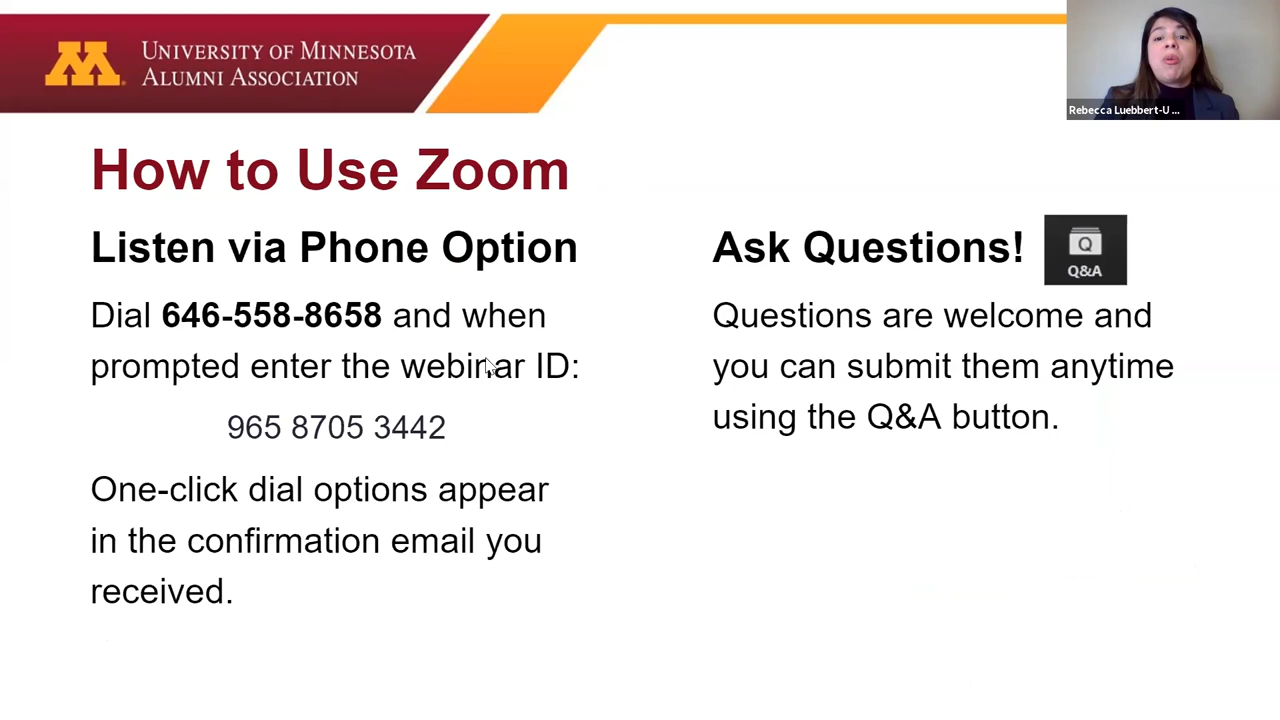 UNIVERSITY OF MINNESOTA
ALUMNI ASSOCIATION
Rebecca Luebbert-U ...
How to Use Zoom
Listen via Phone Option
Dial 646-558-8658 and when
prompted enter the webinar ID:
965 8705 3442
One-click dial options appear
in the confirmation email you
received.
Ask Questions!
Q
Q&A
Questions are welcome and
you can submit them anytime
using the Q&A button.